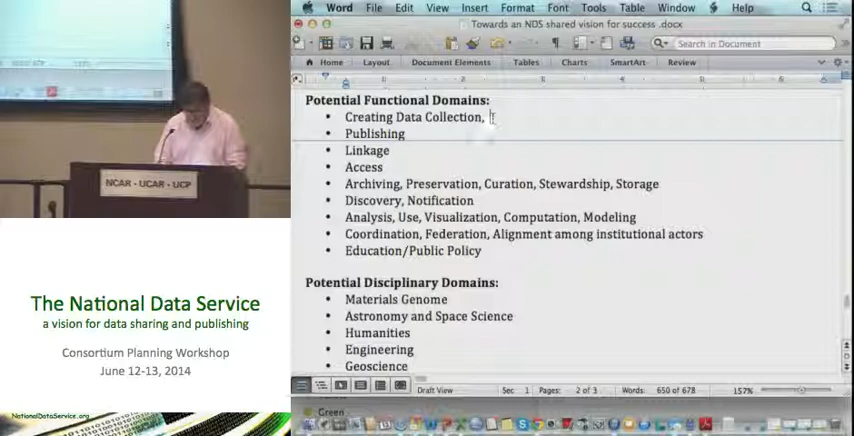 NCAR · UCAR · UCP
The National Data Service
a vision for data sharing and publishing
Consortium Planning Workshop
June 12-13, 2014
NationalDataService.org
Word File Edit View Insert Format Font Tools Table Window Help
Towards an NDS shared vision for success .docx
Search in Document
Home Layout Document Elements Tables Charts SmartArt Review
Potential Functional Domains:
• Creating Data Collection,
• Publishing
• Linkage
• Access
• Archiving, Preservation, Curation, Stewardship, Storage
• Discovery, Notification
• Analysis, Use, Visualization, Computation, Modeling
• Coordination, Federation, Alignment among institutional actors
• Education/Public Policy
Potential Disciplinary Domains:
• Materials Genome
• Astronomy and Space Science
• Humanities
• Engineering
• Geoscience
Draft View Sec 1 Pages: 2 of 3 Words: 650 of 678 157%
Green